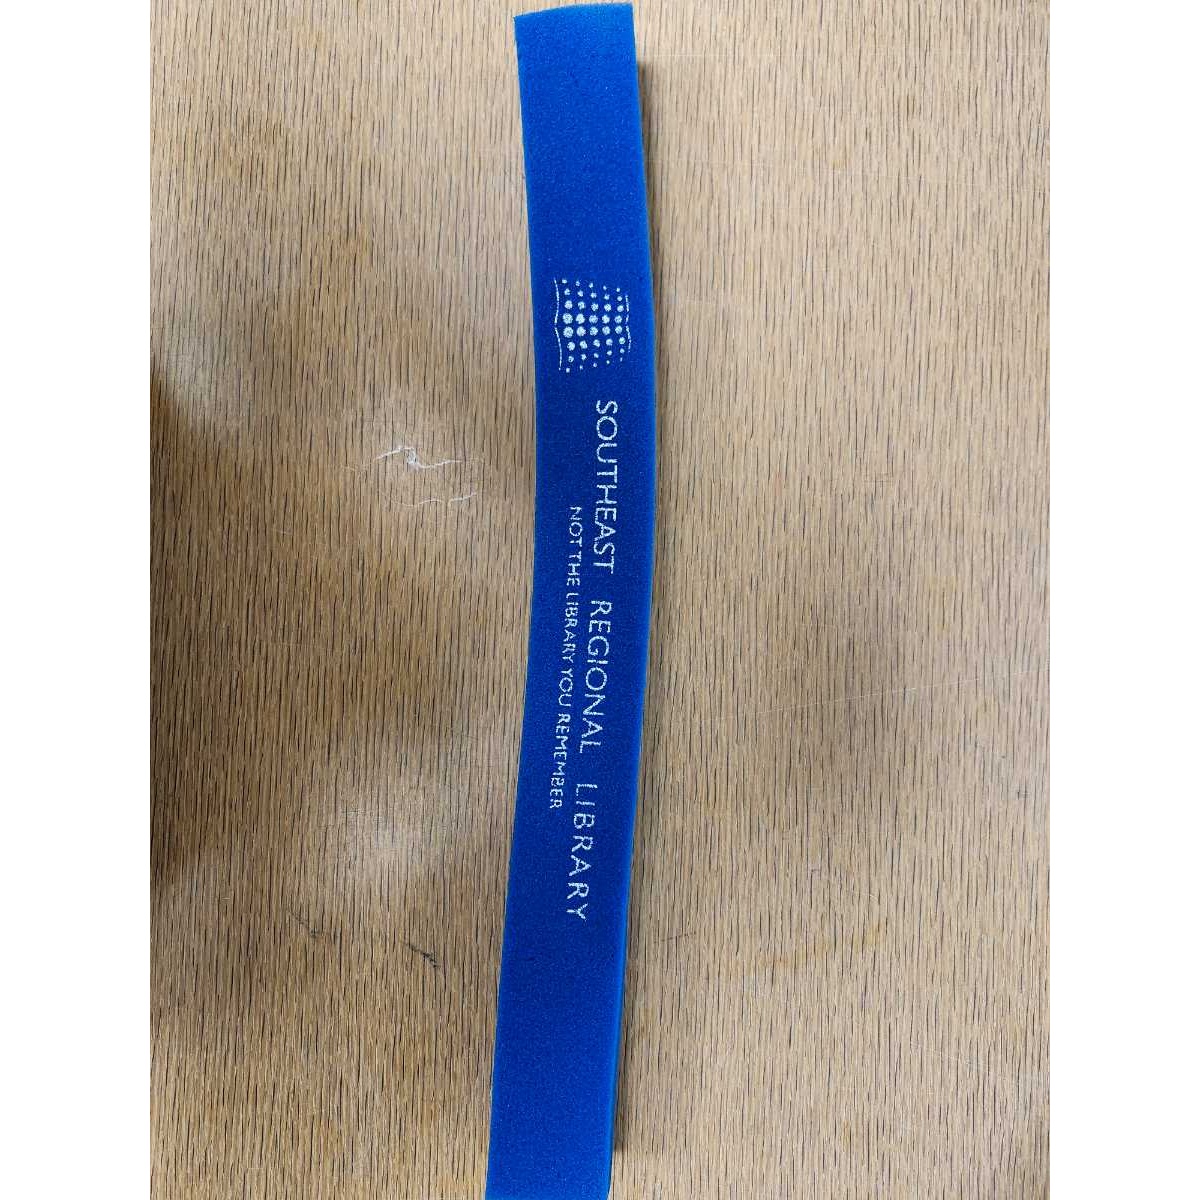 SOUTHEAST REGIONAL LIBRARY
NOT THE LIBRARY YOU REMEMBER